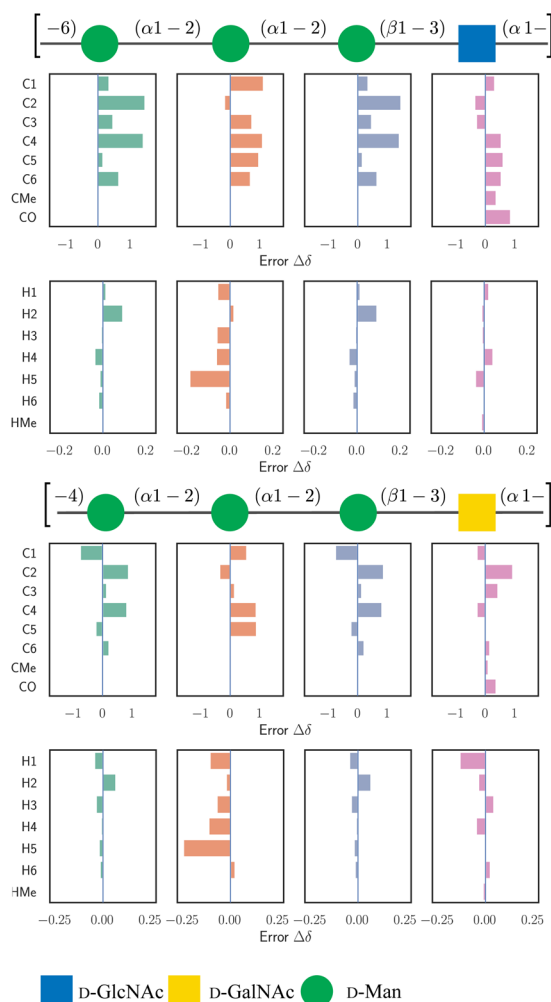 [ −6) (α1 − 2) (α1 − 2) (β1 − 3) (α 1− ]
C1
C2
C3
C4
C5
C6
CMe
CO
−1 0 1 −1 0 1 −1 0 1 −1 0 1
Error Δδ
H1
H2
H3
H4
H5
H6
HMe
−0.2 0.0 0.2 −0.2 0.0 0.2 −0.2 0.0 0.2 −0.2 0.0 0.2
Error Δδ
[ −4) (α1 − 2) (α1 − 2) (β1 − 3) (α 1− ]
C1
C2
C3
C4
C5
C6
CMe
CO
−1 0 1 −1 0 1 −1 0 1 −1 0 1
Error Δδ
H1
H2
H3
H4
H5
H6
HMe
−0.25 0.00 0.25 −0.25 0.00 0.25 −0.25 0.00 0.25 −0.25 0.00 0.25
Error Δδ
D-GlcNAc D-GalNAc D-Man